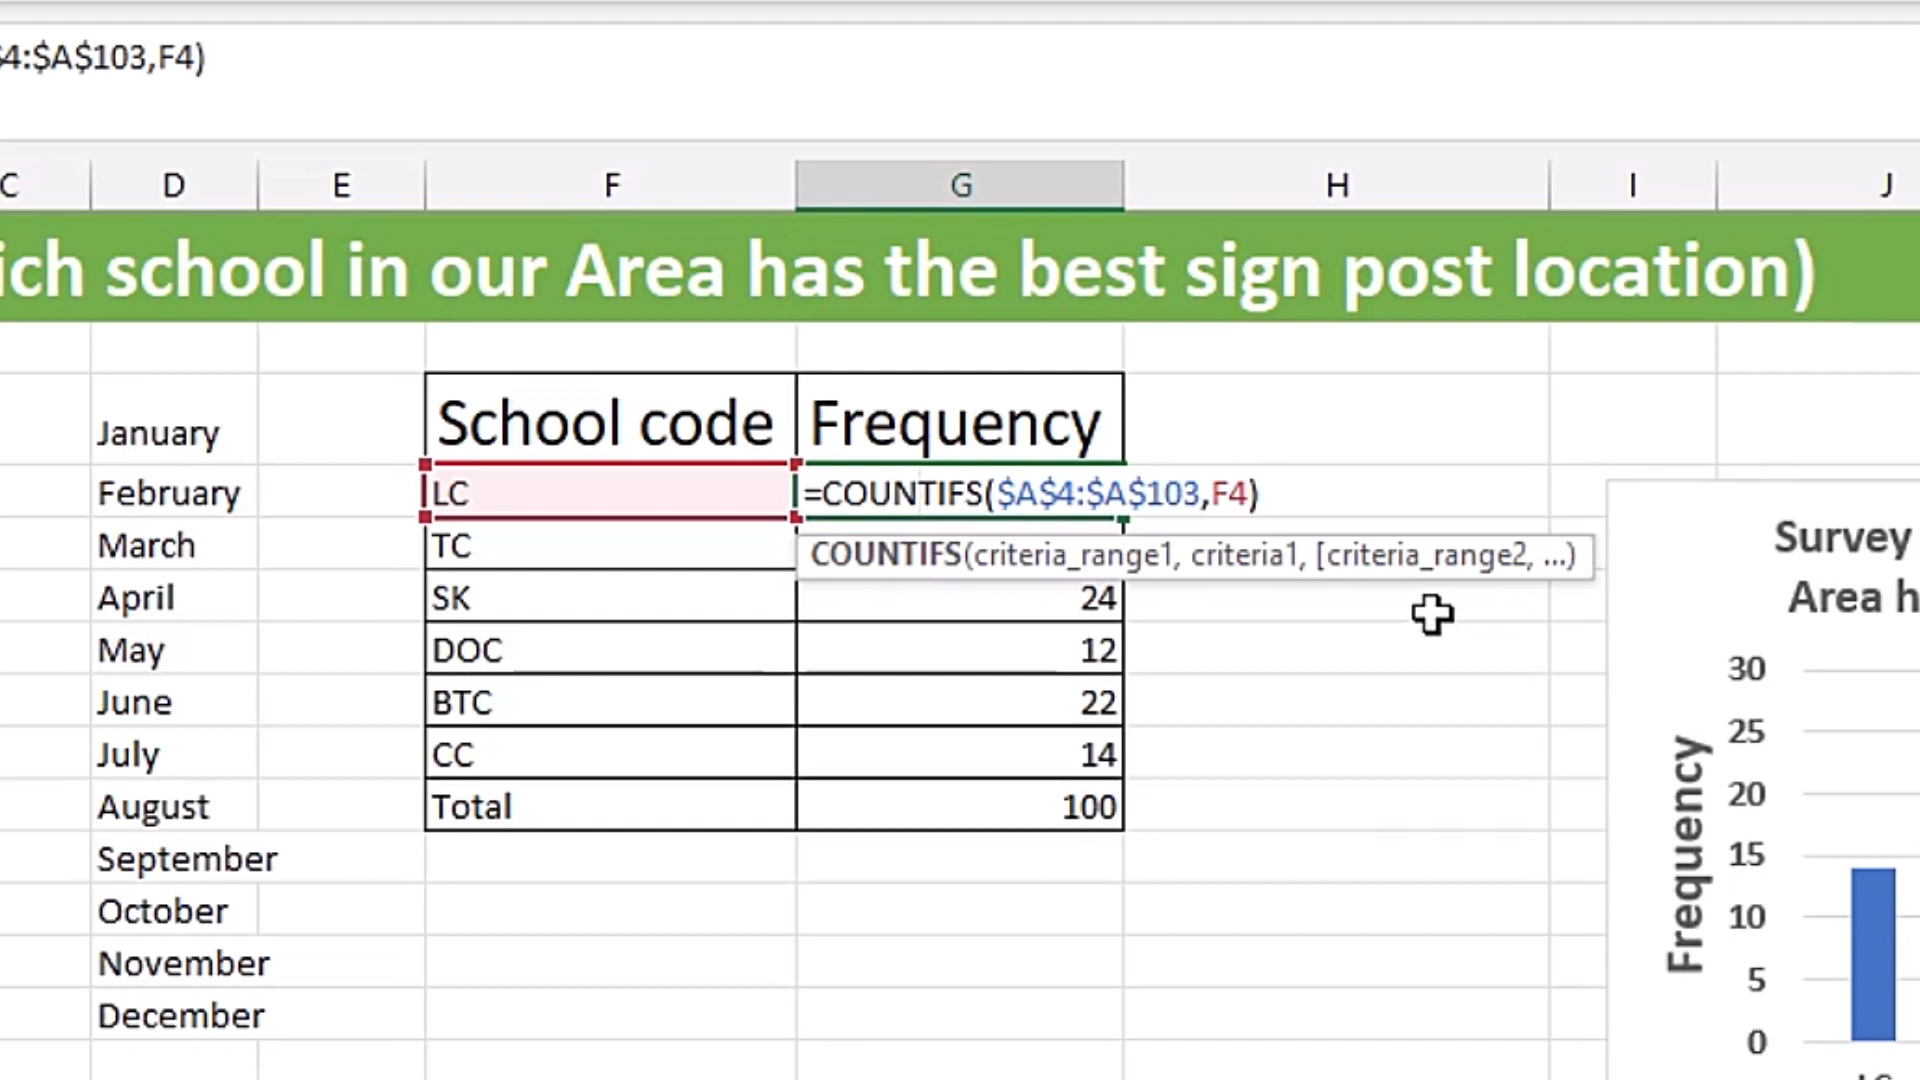 $4:$A$103,F4)
C D E F G H I J
ich school in our Area has the best sign post location)
January School code Frequency
February LC =COUNTIFS($A$4:$A$103,F4)
March TC COUNTIFS(criteria_range1, criteria1, [criteria_range2, ...)
April SK 24
May DOC 12
June BTC 22
July CC 14
August Total 100
September
October
November
December
Survey
Area h
30
25
20
15
10
5
0
Frequency